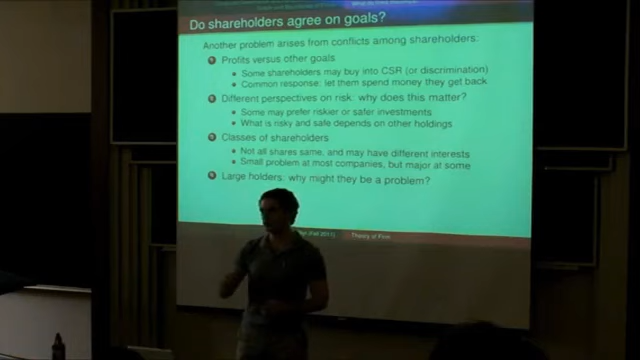 Do shareholders agree on goals?
Another problem arises from conflicts among shareholders:
Profits versus other goals
Some shareholders may buy into CSR (or discrimination)
Common response: let them spend money they get back
Different perspectives on risk: why does this matter?
Some may prefer riskier or safer investments
What is risky and safe depends on other holdings
Classes of shareholders
Not all shares same, and may have different interests
Small problem at most companies, but major at some
Large holders: why might they be a problem?
Theory of Firm